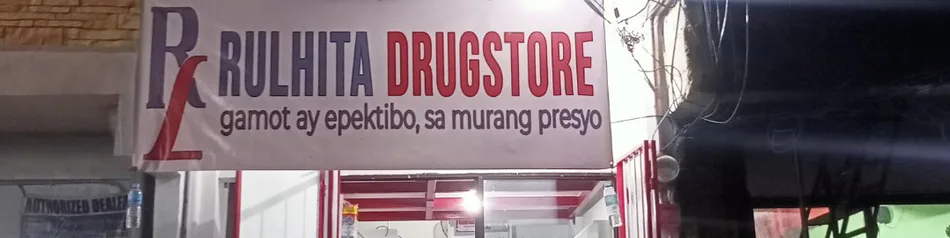 RL RULHITA DRUGSTORE
gamot ay epektibo, sa murang presyo
AUTHORIZED DEALER